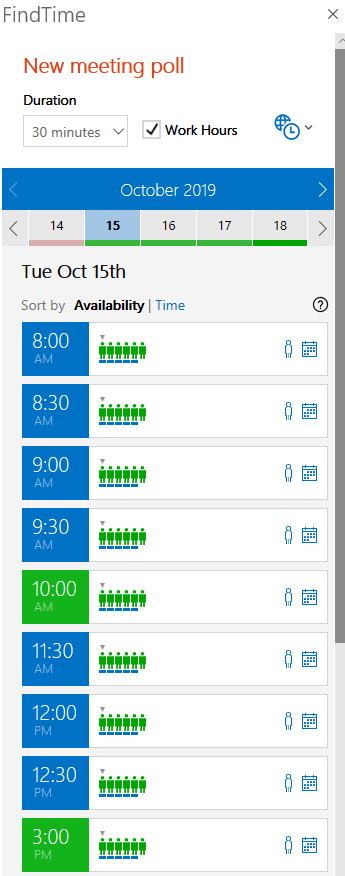 FindTime
New meeting poll
Duration
30 minutes Work Hours
October 2019
14 15 16 17 18
Tue Oct 15th
Sort by Availability | Time
8:00
AM
8:30
AM
9:00
AM
9:30
AM
10:00
AM
11:30
AM
12:00
PM
12:30
PM
3:00
PM